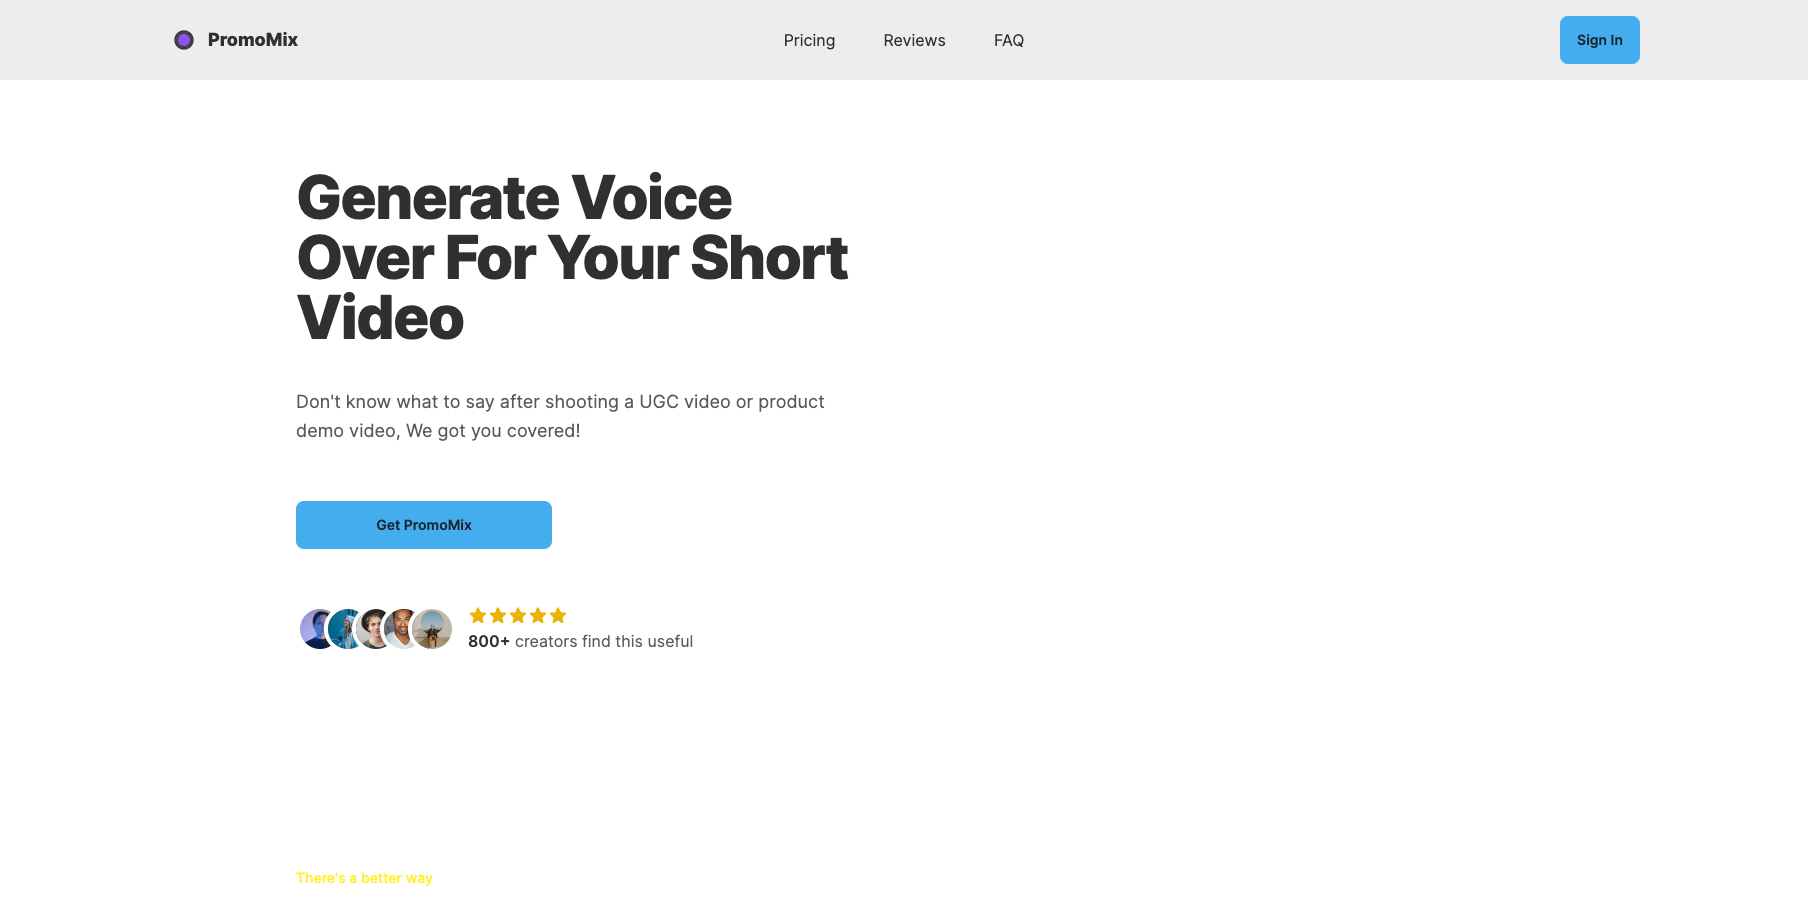 PromoMix
Pricing
Reviews
FAQ
Sign In
Generate Voice
Over For Your Short
Video
Don't know what to say after shooting a UGC video or product
demo video, We got you covered!
Get PromoMix
800+ creators find this useful
There's a better way